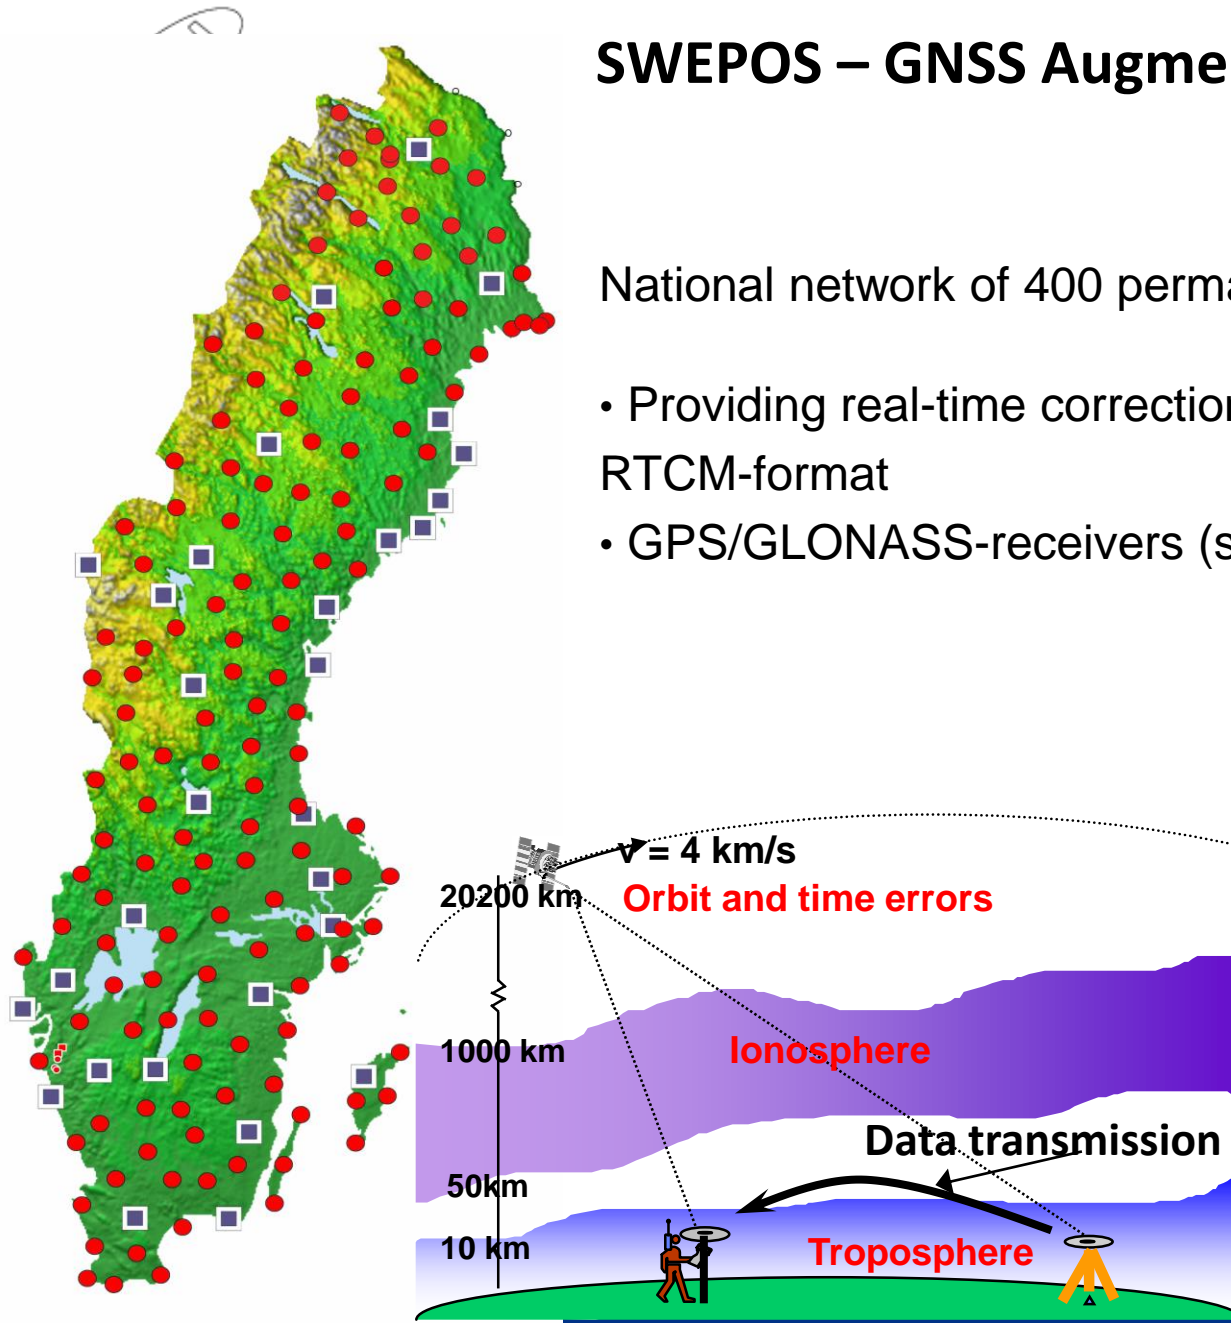 SWEPOS – GNSS Augme
National network of 400 perma
• Providing real-time correction
RTCM-format
• GPS/GLONASS-receivers (s
v = 4 km/s
20200 km
Orbit and time errors
1000 km
Ionosphere
Data transmission
50km
10 km
Troposphere